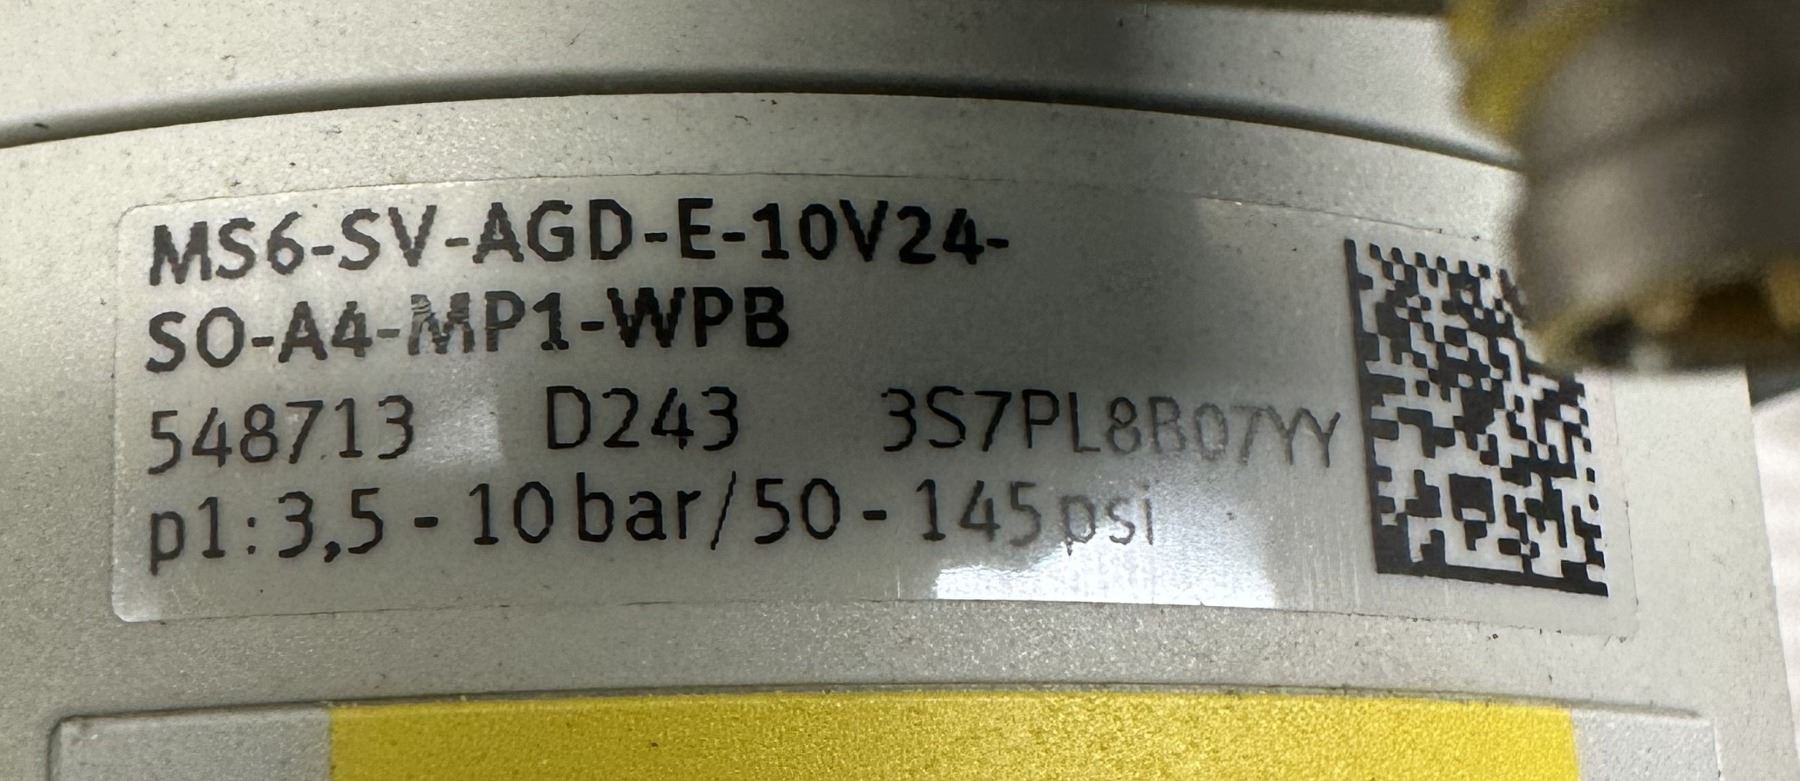 MS6-SV-AGD-E-10V24-
SO-A4-MP1-WPB
548713 D243 3S7PL8B07YY
p1:3,5 - 10 bar/50 - 145 psi